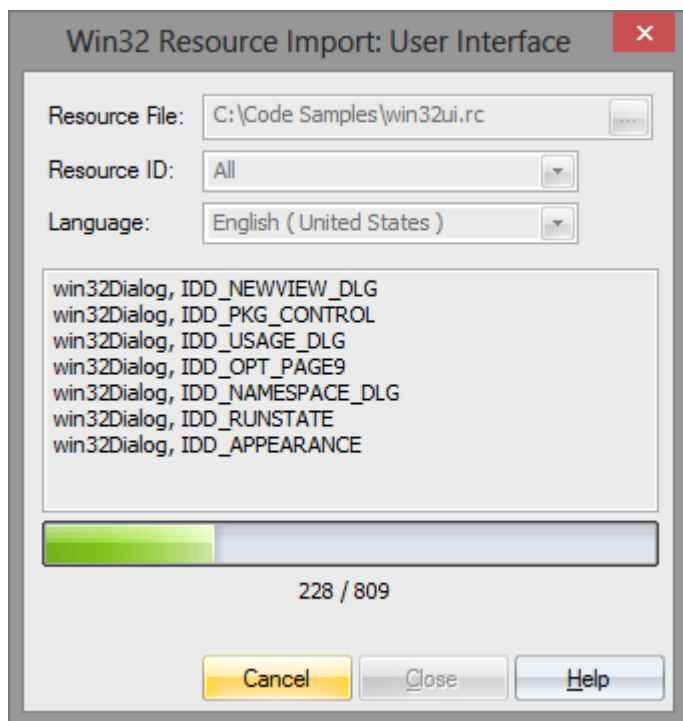 Win32 Resource Import: User Interface
Resource File: C:\Code Samples\win32ui.rc ...
Resource ID: All
Language: English ( United States )
win32Dialog, IDD_NEWVIEW_DLG
win32Dialog, IDD_PKG_CONTROL
win32Dialog, IDD_USAGE_DLG
win32Dialog, IDD_OPT_PAGE9
win32Dialog, IDD_NAMESPACE_DLG
win32Dialog, IDD_RUNSTATE
win32Dialog, IDD_APPEARANCE
228 / 809
Cancel Close Help